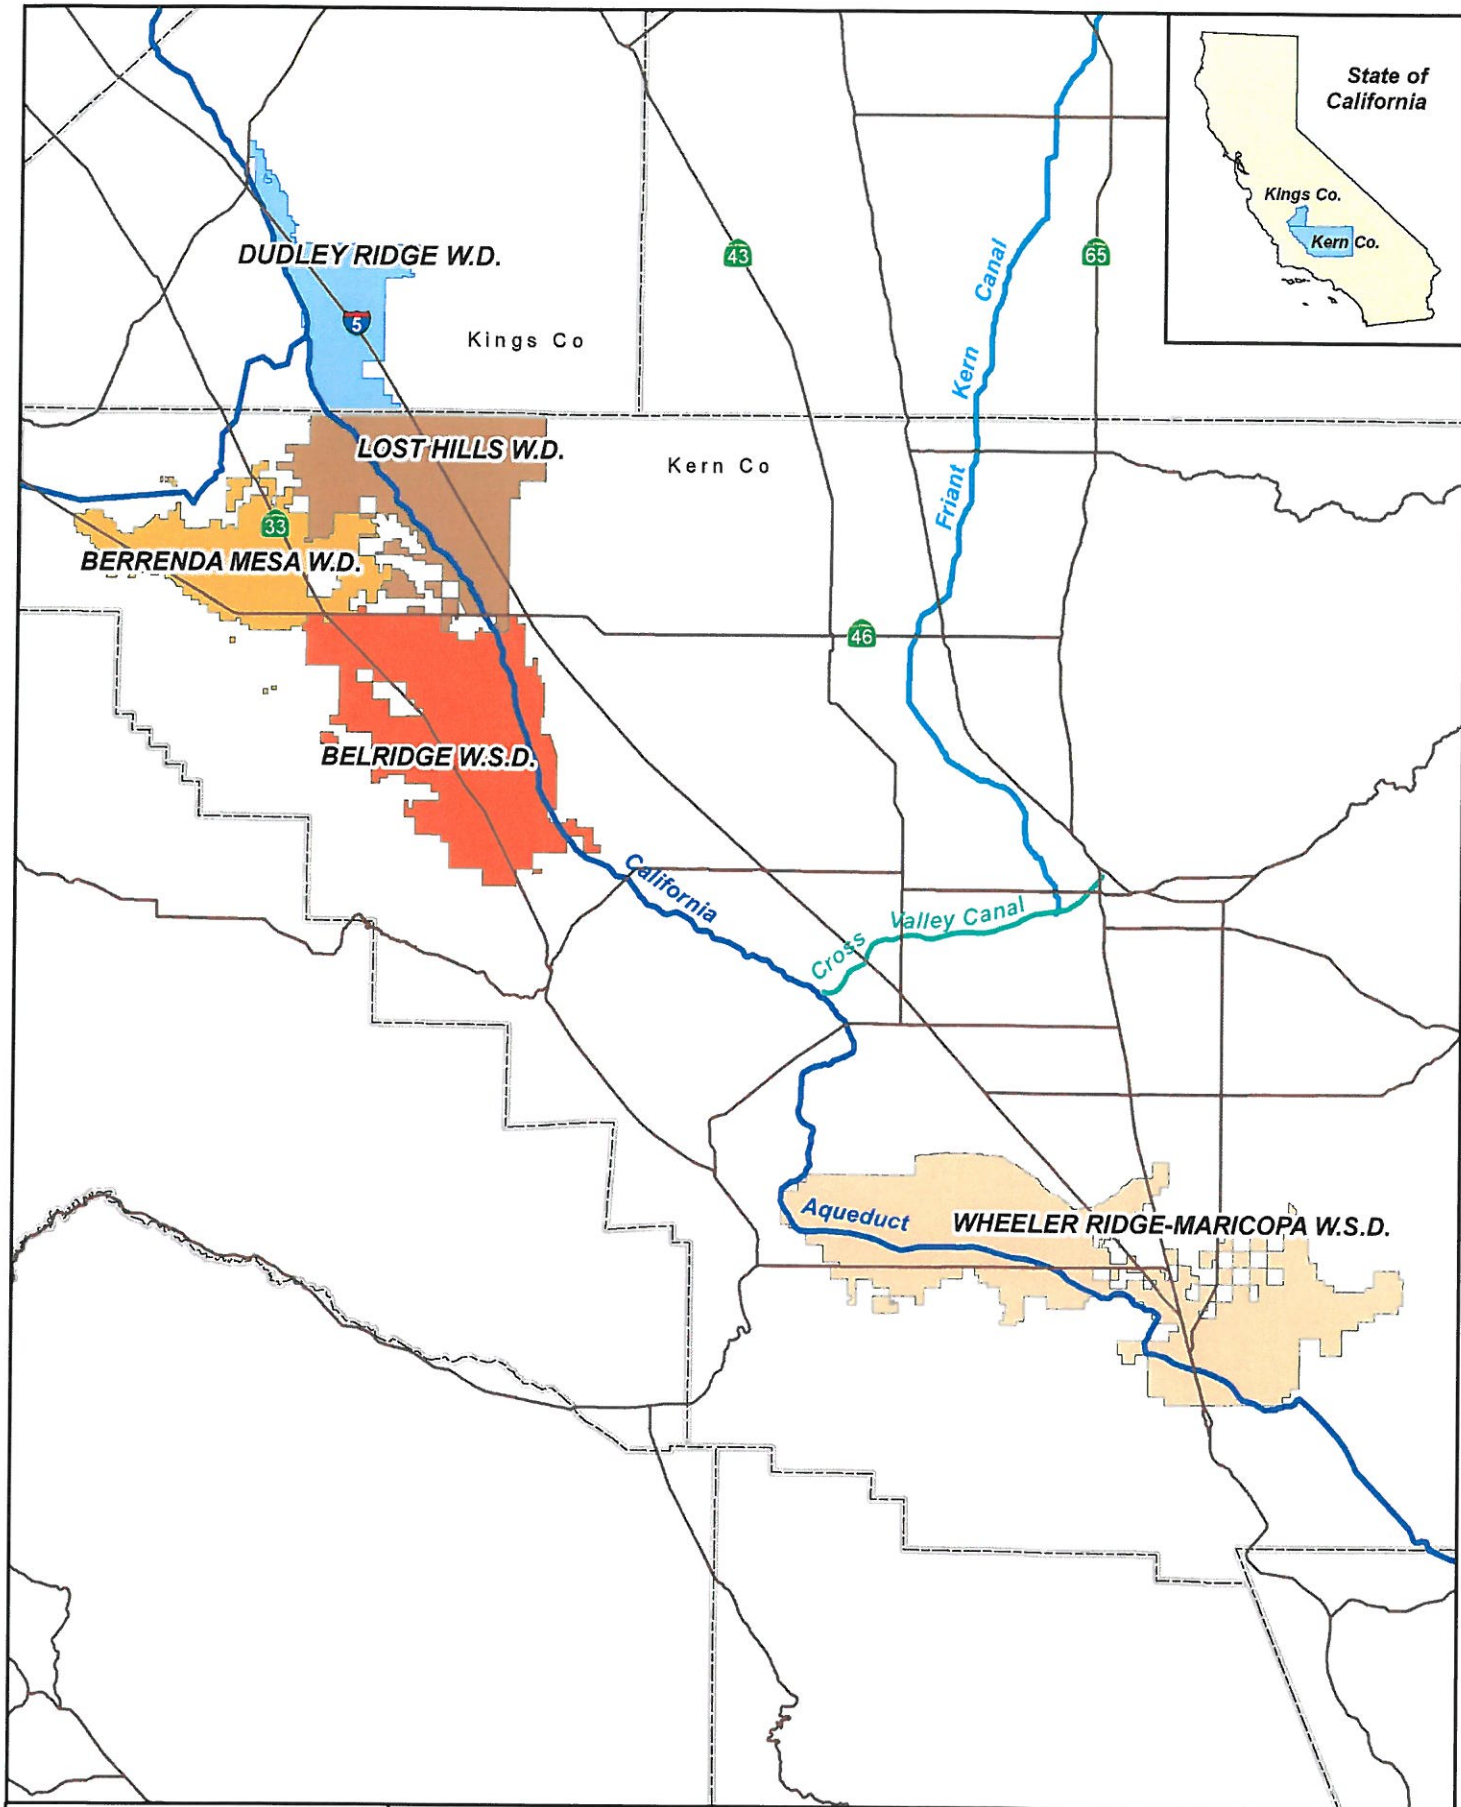 State of
California
Kings Co.
Kern Co.
DUDLEY RIDGE W.D.
43
65
5
Kings Co
Friant Kern Canal
LOST HILLS W.D.
Kern Co
33
BERRENDA MESA W.D.
46
BELRIDGE W.S.D.
California
Cross Valley Canal
Aqueduct
WHEELER RIDGE-MARICOPA W.S.D.